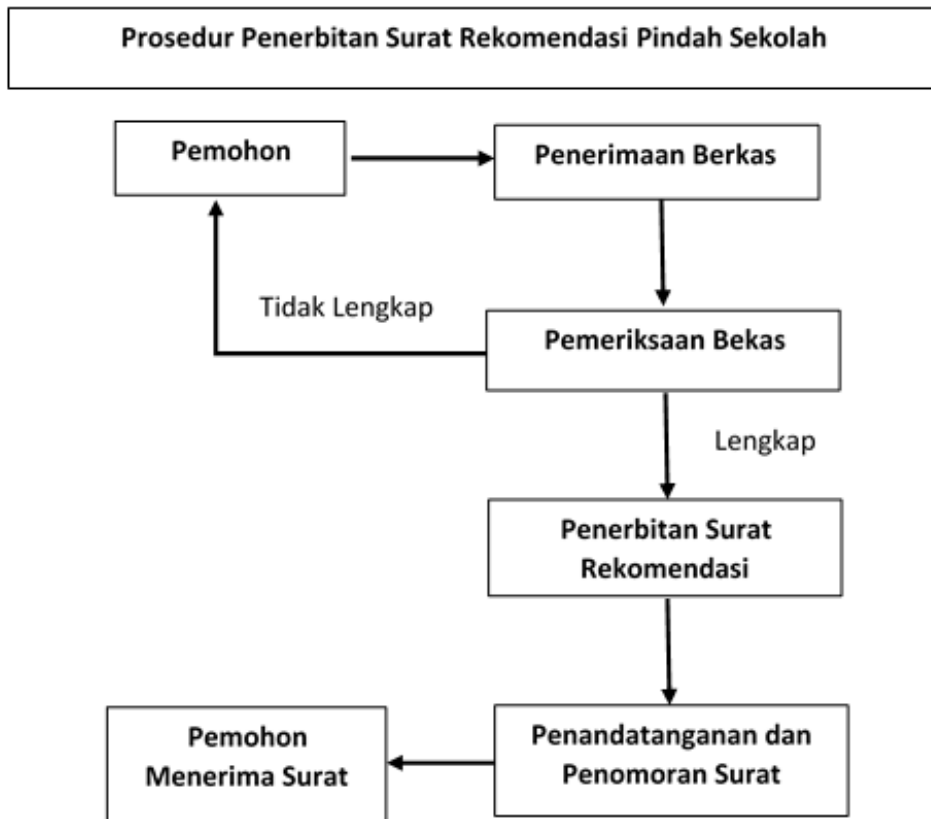 Prosedur Penerbitan Surat Rekomendasi Pindah Sekolah
Pemohon
Penerimaan Berkas
Tidak Lengkap
Pemeriksaan Bekas
Lengkap
Penerbitan Surat
Rekomendasi
Penandatanganan dan
Penomoran Surat
Pemohon
Menerima Surat